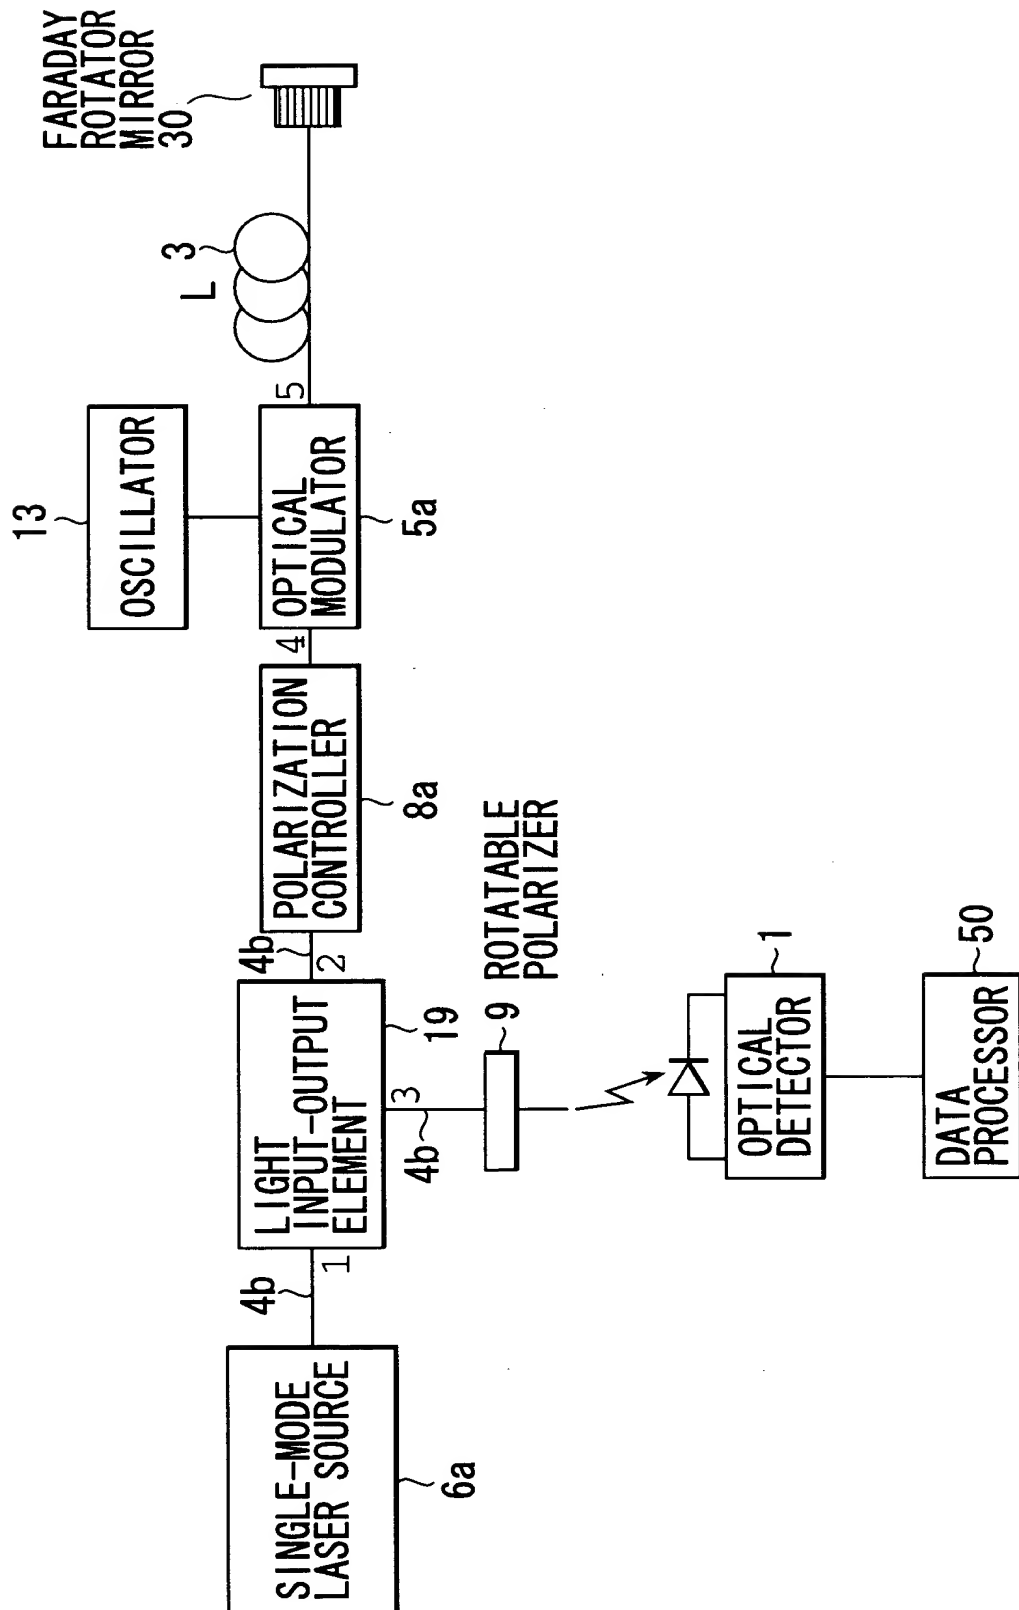 SINGLE-MODE
LASER SOURCE
6a
4b
1
LIGHT
INPUT-OUTPUT
ELEMENT
19
3
4b
4b
2
POLARIZATION
CONTROLLER
8a
4
OPTICAL
MODULATOR
5a
5
OSCILLATOR
13
L
3
FARADAY
ROTATOR
MIRROR
30
9
ROTATABLE
POLARIZER
OPTICAL
DETECTOR
1
DATA
PROCESSOR
50